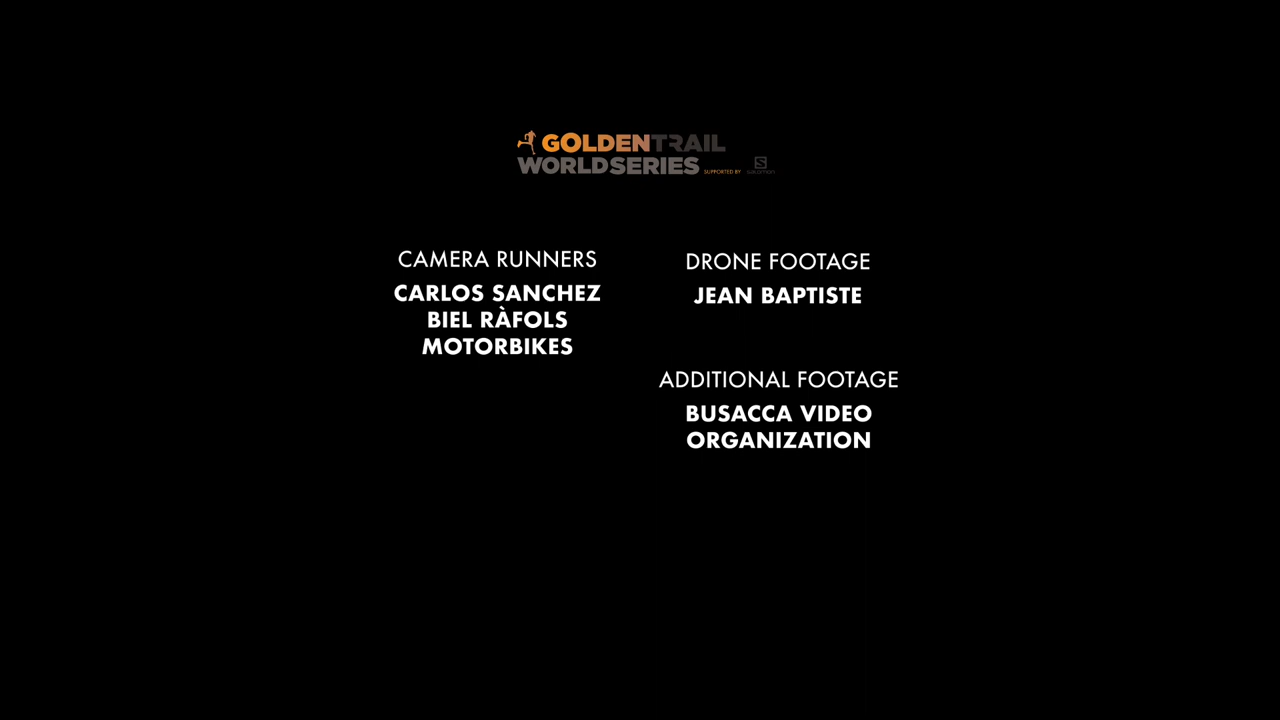 GOLDENTRAIL
WORLDSERIES SUPPORTED BY salomon
CAMERA RUNNERS
CARLOS SANCHEZ
BIEL RÀFOLS
MOTORBIKES
DRONE FOOTAGE
JEAN BAPTISTE
ADDITIONAL FOOTAGE
BUSACCA VIDEO
ORGANIZATION